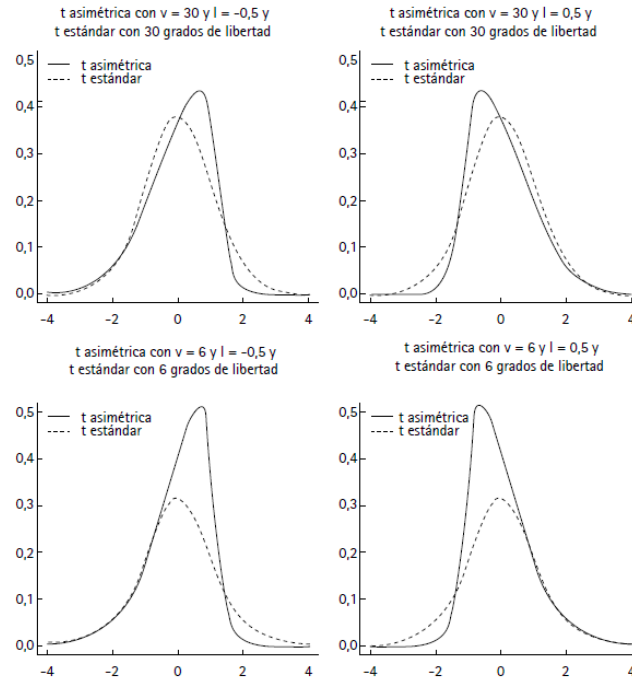 t asimétrica con v = 30 y l = -0,5 y
t estándar con 30 grados de libertad
0,5
t asimétrica
t estándar
0,4
0,3
0,2
0,1
0,0
-4
-2
0
2
4
t asimétrica con v = 30 y l = 0,5 y
t estándar con 30 grados de libertad
0,5
t asimétrica
t estándar
0,4
0,3
0,2
0,1
0,0
-4
-2
0
2
4
t asimétrica con v = 6 y l = -0,5 y
t estándar con 6 grados de libertad
0,5
t asimétrica
t estándar
0,4
0,3
0,2
0,1
0,0
-4
-2
0
2
4
t asimétrica con v = 6 y l = 0,5 y
t estándar con 6 grados de libertad
0,5
t asimétrica
t estándar
0,4
0,3
0,2
0,1
0,0
-4
-2
0
2
4